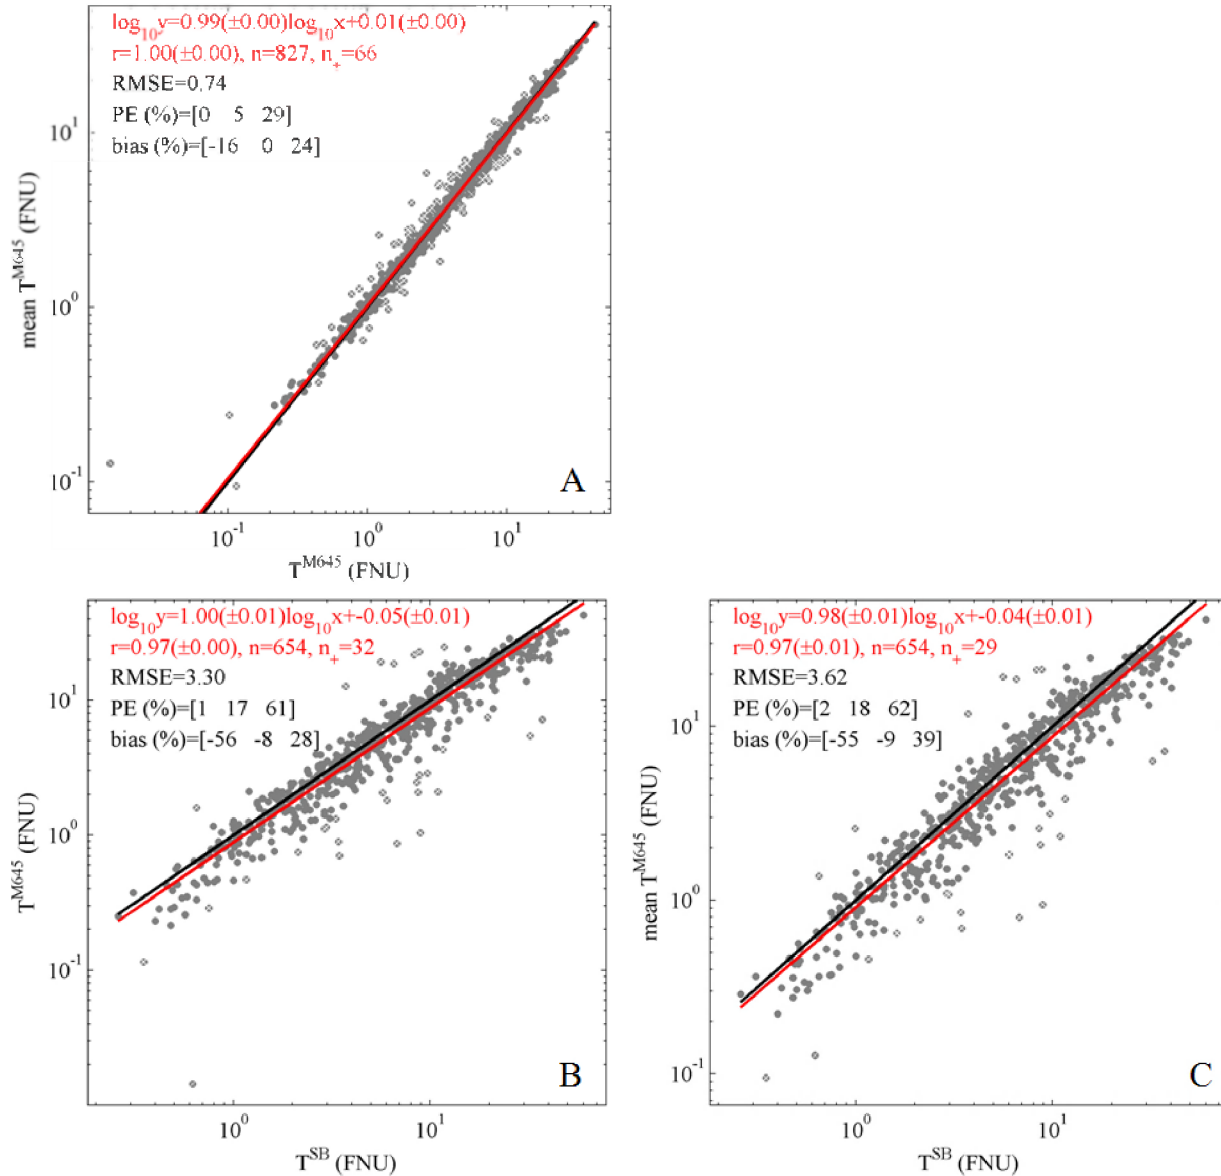 log10y=0.99(±0.00)log10x+0.01(±0.00)
r=1.00(±0.00), n=827, n+=66
RMSE=0.74
PE (%)=[0 5 29]
bias (%)=[-16 0 24]
10^1
10^0
10^-1
mean T^M645 (FNU)
A
10^-1 10^0 10^1
T^M645 (FNU)
log10y=1.00(±0.01)log10x+-0.05(±0.01)
r=0.97(±0.00), n=654, n+=32
RMSE=3.30
PE (%)=[1 17 61]
bias (%)=[-56 -8 28]
10^1
10^0
10^-1
T^M645 (FNU)
B
10^0 10^1
T^SB (FNU)
log10y=0.98(±0.01)log10x+-0.04(±0.01)
r=0.97(±0.01), n=654, n+=29
RMSE=3.62
PE (%)=[2 18 62]
bias (%)=[-55 -9 39]
10^1
10^0
10^-1
mean T^M645 (FNU)
C
10^0 10^1
T^SB (FNU)